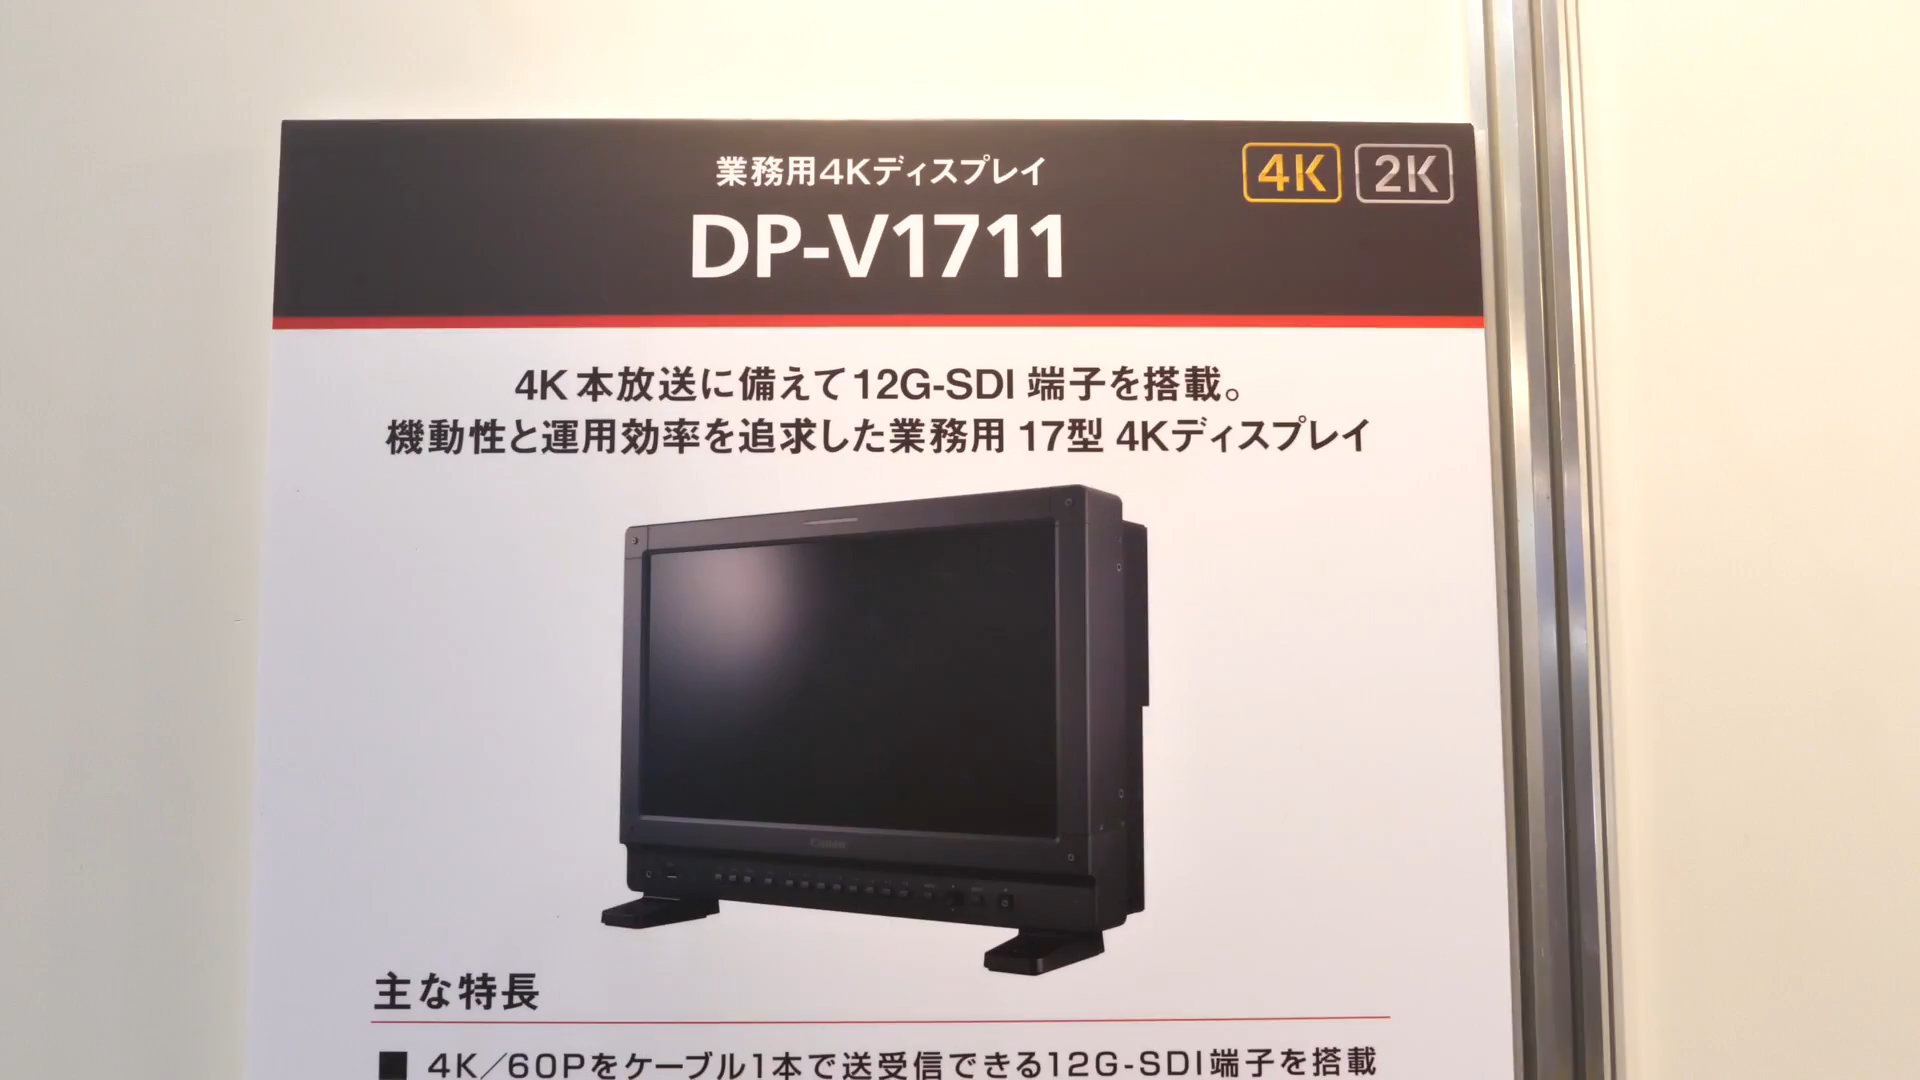 業務用4Kディスプレイ
4K 2K
DP-V1711
4K本放送に備えて12G-SDI 端子を搭載。
機動性と運用効率を追求した業務用 17型 4Kディスプレイ
Canon
主な特長
■ 4K／60Pをケーブル1本で送受信できる12G-SDI端子を搭載